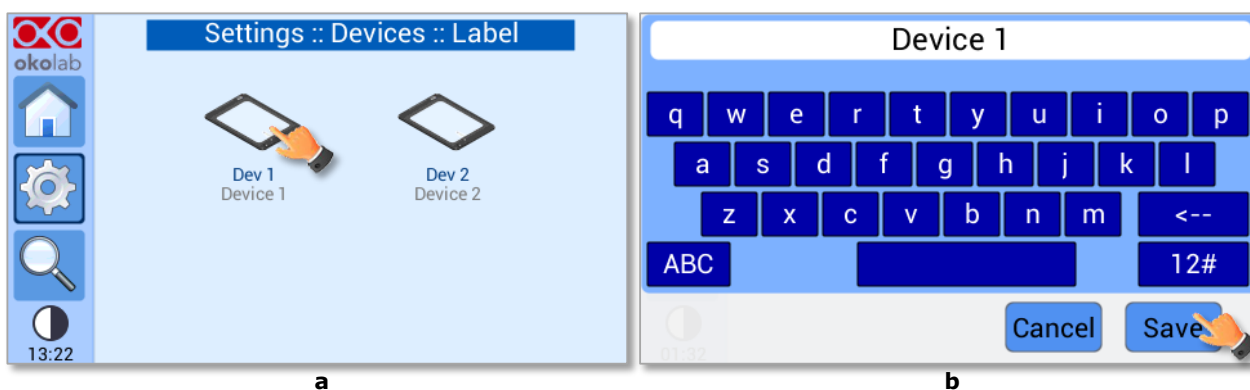 okolab
Settings :: Devices :: Label
Dev 1
Device 1
Dev 2
Device 2
13:22
a
Device 1
q w e r t y u i o p
a s d f g h j k l
z x c v b n m <--
ABC 12#
01:32
Cancel Save
b